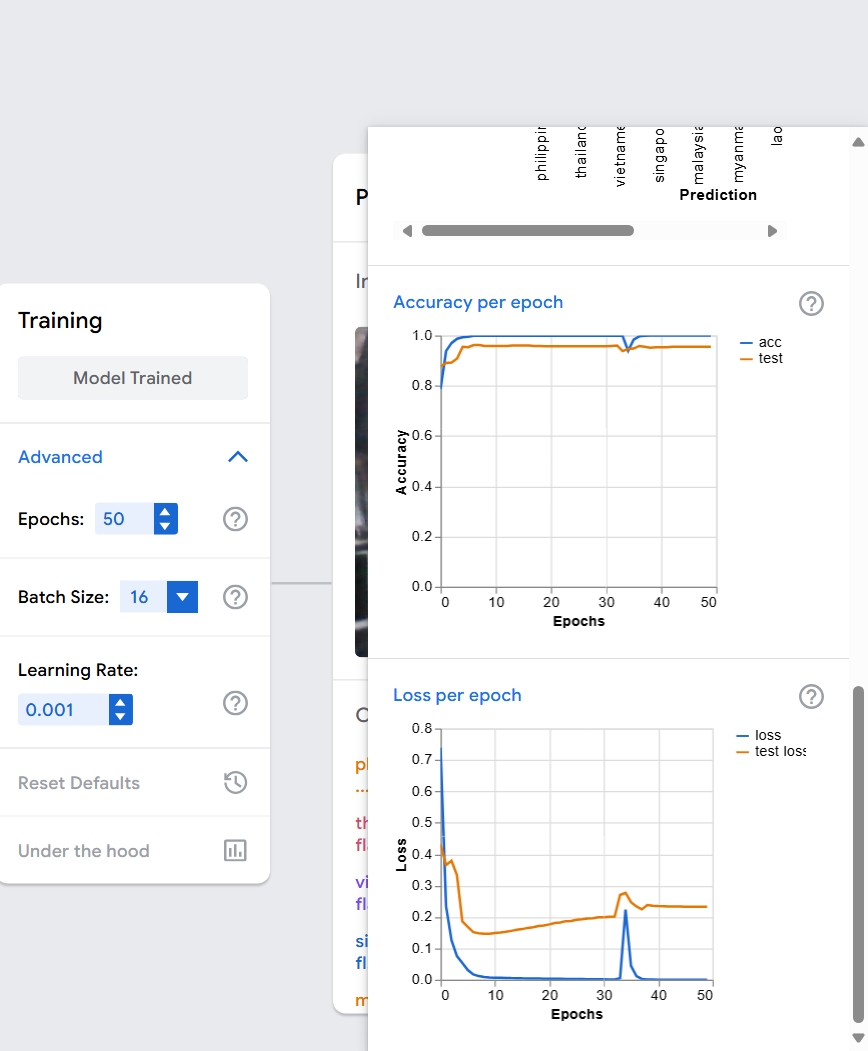 philippin
thailand
vietname
singapo
malaysia
myanma
lao
Prediction
P
In
Training
Model Trained
Advanced
Epochs: 50
Batch Size: 16
Learning Rate:
0.001
Reset Defaults
Under the hood
O
pl
...
th
fl
vi
fl
si
fl
m
Accuracy per epoch
1.0
0.8
0.6
0.4
0.2
0.0
Accuracy
0 10 20 30 40 50
Epochs
acc
test
Loss per epoch
0.8
0.7
0.6
0.5
0.4
0.3
0.2
0.1
0.0
Loss
0 10 20 30 40 50
Epochs
loss
test loss